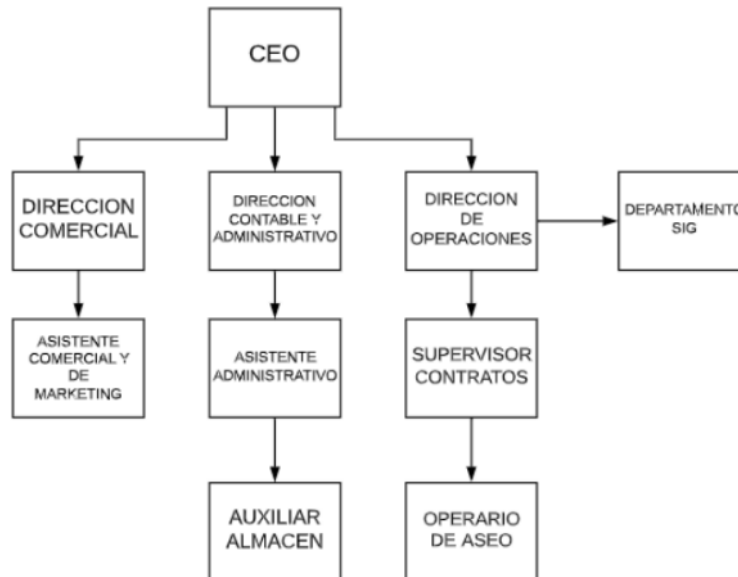 CEO
DIRECCION
COMERCIAL
DIRECCION
CONTABLE Y
ADMINISTRATIVO
DIRECCION
DE
OPERACIONES
DEPARTAMENTO
SIG
ASISTENTE
COMERCIAL Y
DE
MARKETING
ASISTENTE
ADMINISTRATIVO
SUPERVISOR
CONTRATOS
AUXILIAR
ALMACEN
OPERARIO
DE ASEO